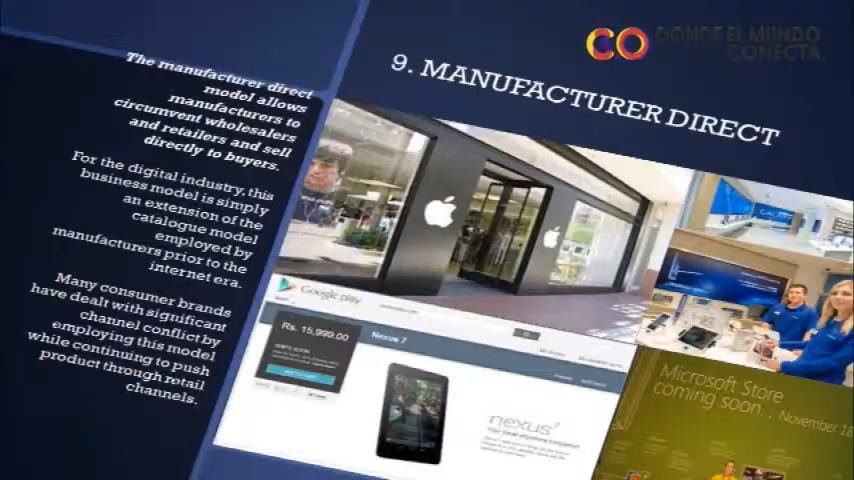 CO DONDE EL MUNDO
CONECTA
9. MANUFACTURER DIRECT
The manufacturer direct
model allows
manufacturers to
circumvent wholesalers
and retailers and sell
directly to buyers.
For the digital industry, this
business model is simply
an extension of the
catalogue model
employed by
manufacturers prior to the
internet era.
Many consumer brands
have dealt with significant
channel conflict by
employing this model
while continuing to push
product through retail
channels.
Google play
Rs. 15,999.00
Nexus 7
nexus 7
Microsoft Store
coming soon... November 18